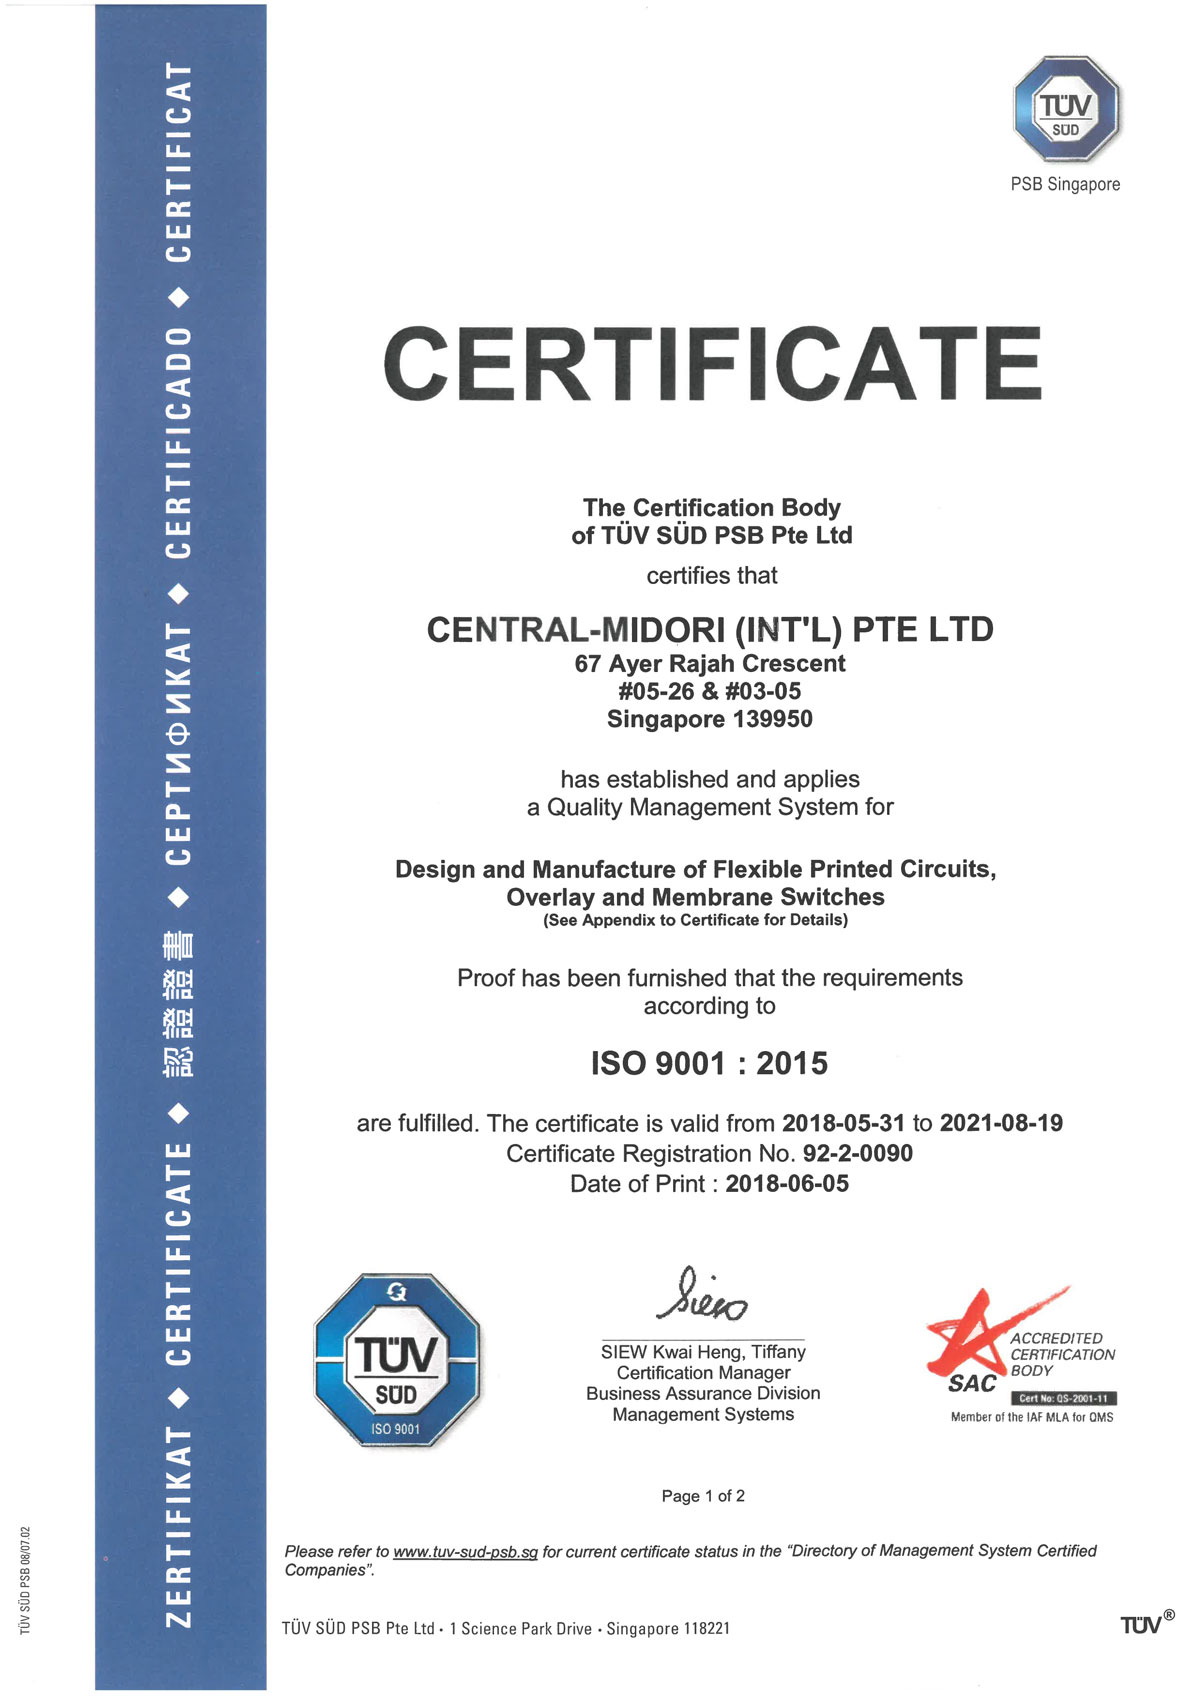 ZERTIFIKAT ◆ CERTIFICATE ◆ 認證證書 ◆ СЕРТИФИКАТ ◆ CERTIFICADO ◆ CERTIFICAT
TÜV
SÜD
PSB Singapore
CERTIFICATE
The Certification Body
of TÜV SÜD PSB Pte Ltd
certifies that
CENTRAL-MIDORI (INT'L) PTE LTD
67 Ayer Rajah Crescent
#05-26 & #03-05
Singapore 139950
has established and applies
a Quality Management System for
Design and Manufacture of Flexible Printed Circuits,
Overlay and Membrane Switches
(See Appendix to Certificate for Details)
Proof has been furnished that the requirements
according to
ISO 9001 : 2015
are fulfilled. The certificate is valid from 2018-05-31 to 2021-08-19
Certificate Registration No. 92-2-0090
Date of Print : 2018-06-05
TÜV
SÜD
ISO 9001
Siew
SIEW Kwai Heng, Tiffany
Certification Manager
Business Assurance Division
Management Systems
SAC
ACCREDITED
CERTIFICATION
BODY
Cert No: QS-2001-11
Member of the IAF MLA for QMS
Page 1 of 2
Please refer to www.tuv-sud-psb.sg for current certificate status in the “Directory of Management System Certified
Companies”.
TÜV SÜD PSB Pte Ltd • 1 Science Park Drive • Singapore 118221
TÜV®
TÜV SÜD PSB 08/07.02